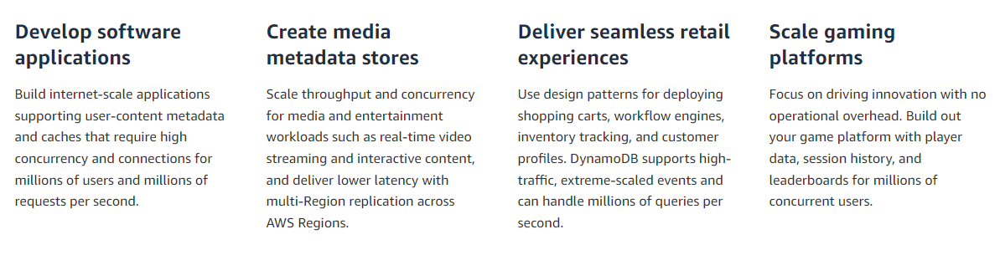 Develop software
applications
Build internet-scale applications
supporting user-content metadata
and caches that require high
concurrency and connections for
millions of users and millions of
requests per second.
Create media
metadata stores
Scale throughput and concurrency
for media and entertainment
workloads such as real-time video
streaming and interactive content,
and deliver lower latency with
multi-Region replication across
AWS Regions.
Deliver seamless retail
experiences
Use design patterns for deploying
shopping carts, workflow engines,
inventory tracking, and customer
profiles. DynamoDB supports high-
traffic, extreme-scaled events and
can handle millions of queries per
second.
Scale gaming
platforms
Focus on driving innovation with no
operational overhead. Build out
your game platform with player
data, session history, and
leaderboards for millions of
concurrent users.